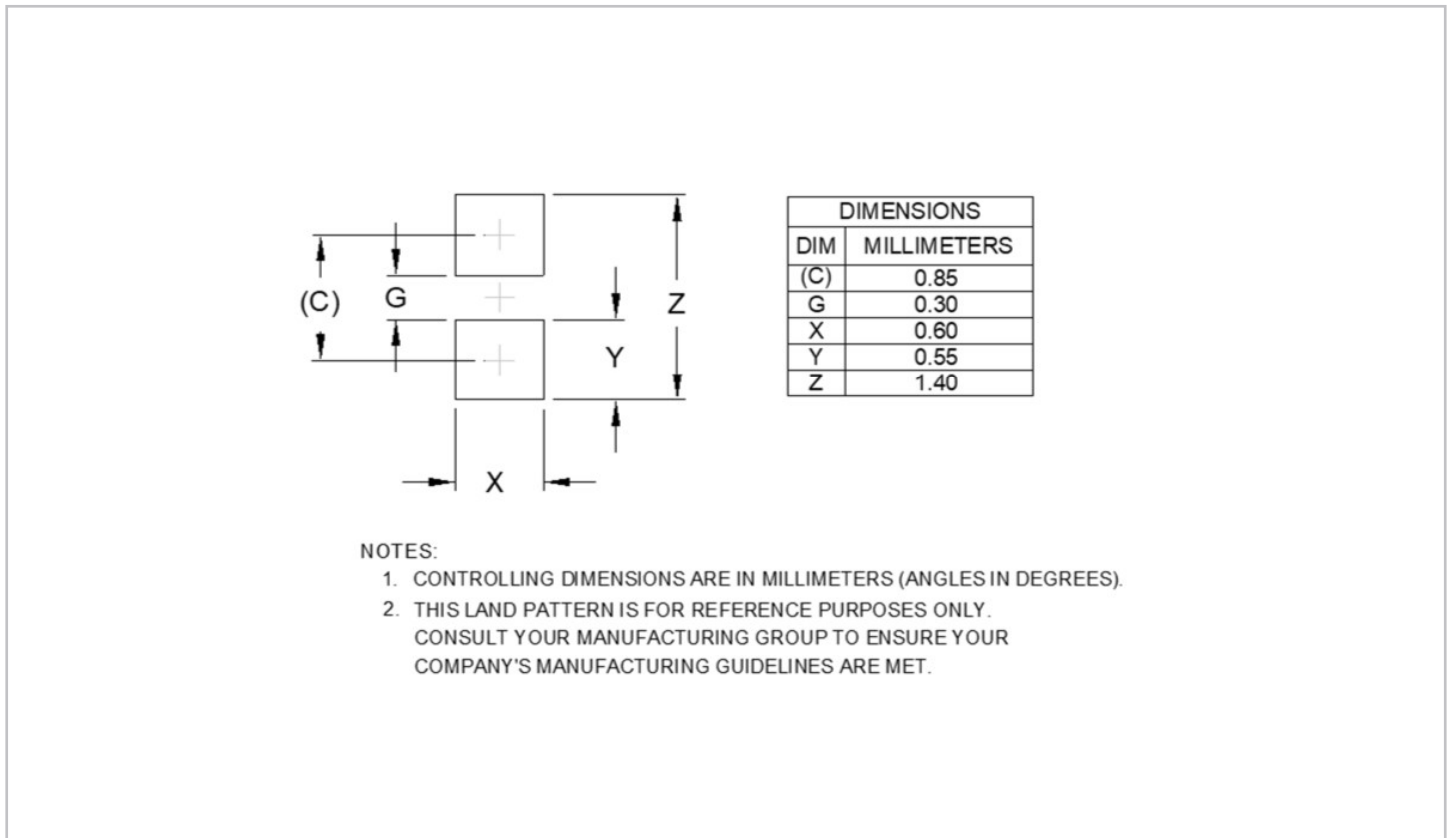 (C)
G
Z
Y
X
DIMENSIONS
DIM MILLIMETERS
(C) 0.85
G 0.30
X 0.60
Y 0.55
Z 1.40
NOTES:
1. CONTROLLING DIMENSIONS ARE IN MILLIMETERS (ANGLES IN DEGREES).
2. THIS LAND PATTERN IS FOR REFERENCE PURPOSES ONLY.
CONSULT YOUR MANUFACTURING GROUP TO ENSURE YOUR
COMPANY'S MANUFACTURING GUIDELINES ARE MET.